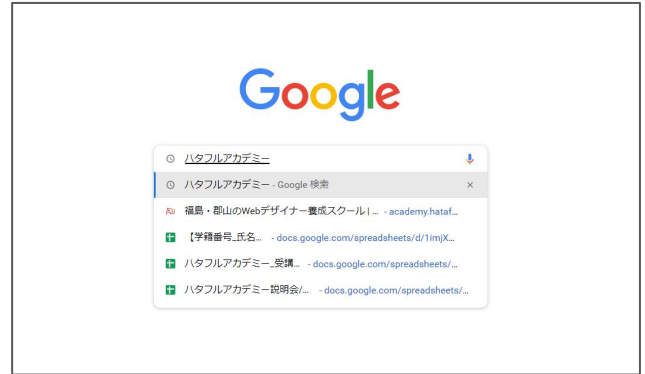 Google
ハタフルアカデミー
ハタフルアカデミー - Google 検索
福島・郡山のWebデザイナー養成スクール | ... - academy.hataf...
【学籍番号_氏名... - docs.google.com/spreadsheets/d/1imjX...
ハタフルアカデミー_受講... - docs.google.com/spreadsheets/...
ハタフルアカデミー説明会/... - docs.google.com/spreadsheets/...